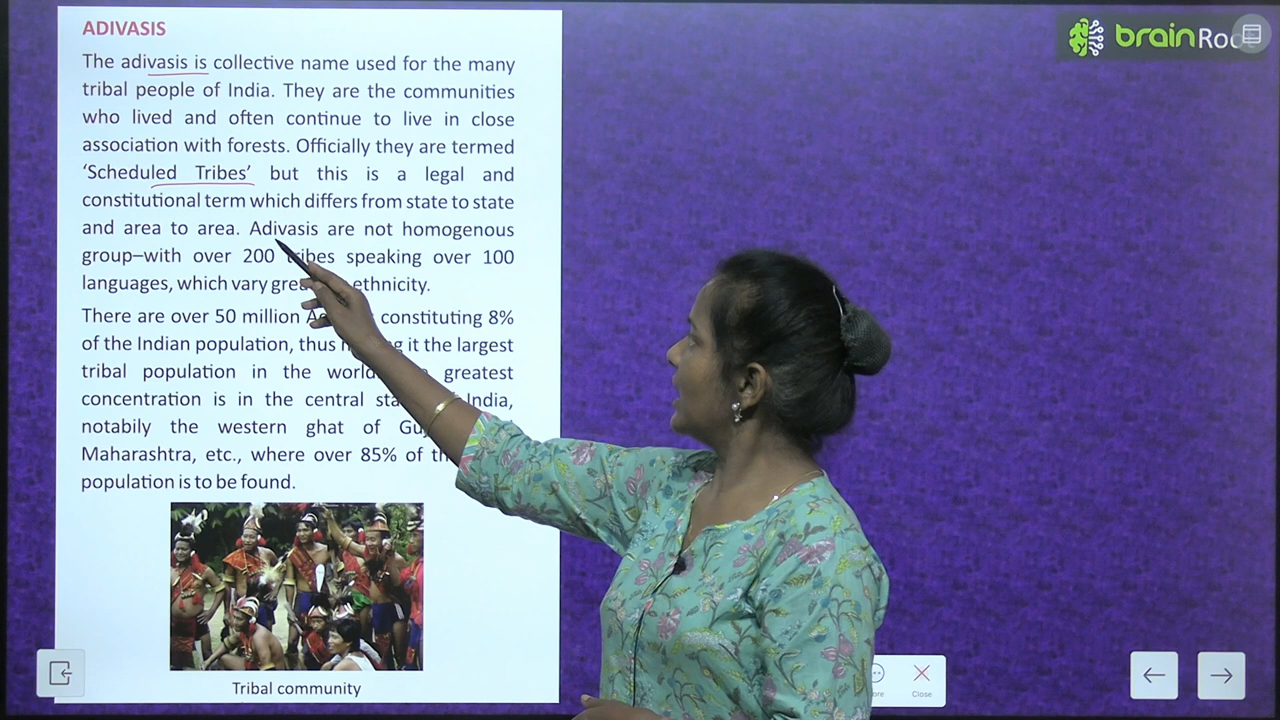 ADIVASIS
The adivasis is collective name used for the many
tribal people of India. They are the communities
who lived and often continue to live in close
association with forests. Officially they are termed
‘Scheduled Tribes’ but this is a legal and
constitutional term which differs from state to state
and area to area. Adivasis are not homogenous
group–with over 200 tribes speaking over 100
languages, which vary ethnicity.
There are over 50 million constituting 8%
of the Indian population, thus it the largest
tribal population in the world greatest
concentration is in the central India,
notabily the western ghat of
Maharashtra, etc., where over 85% of
population is to be found.
Tribal community
brainRoot
Close